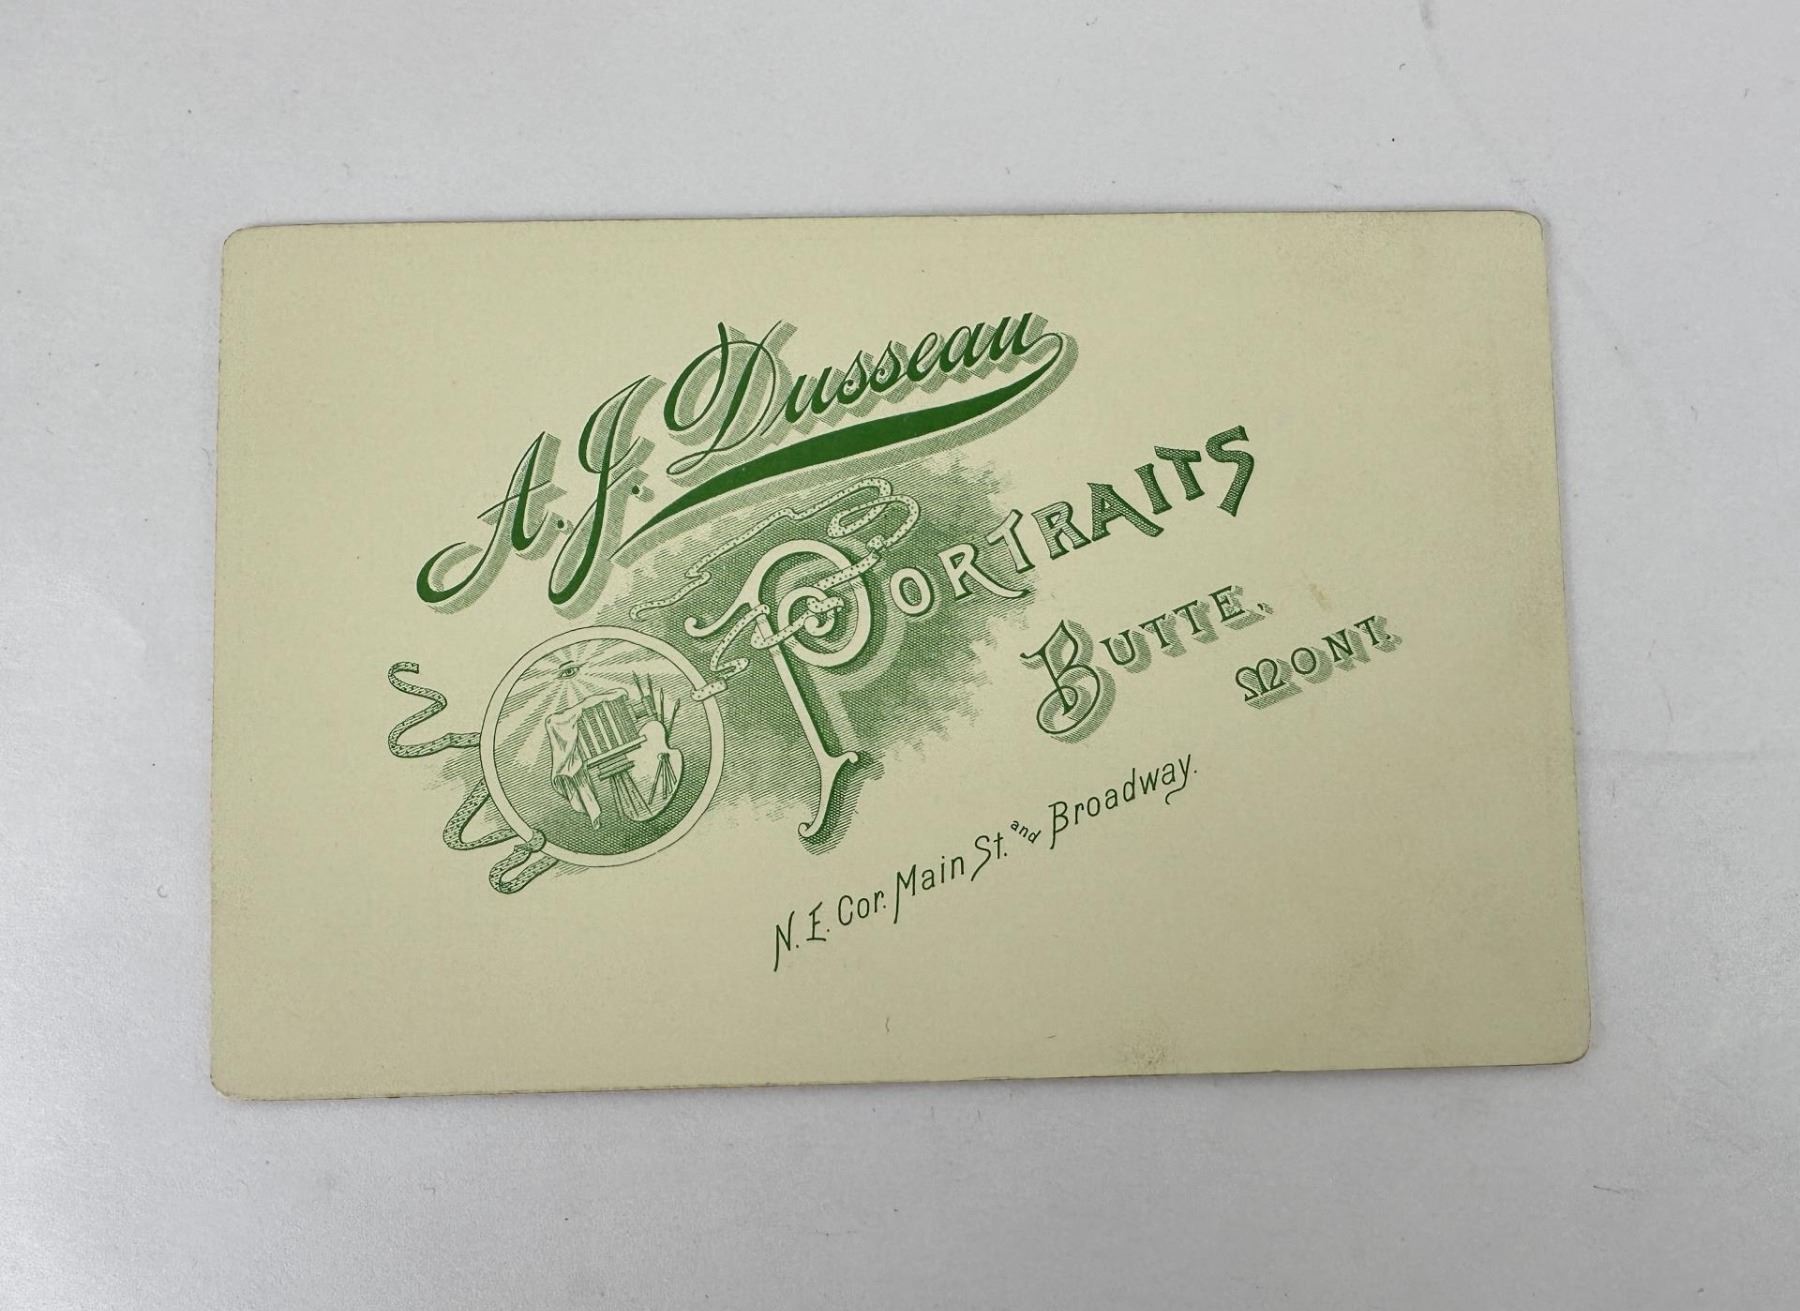 A. J. Dusseau
Portraits
Butte,
Mont.
N. E. Cor. Main St. and Broadway.